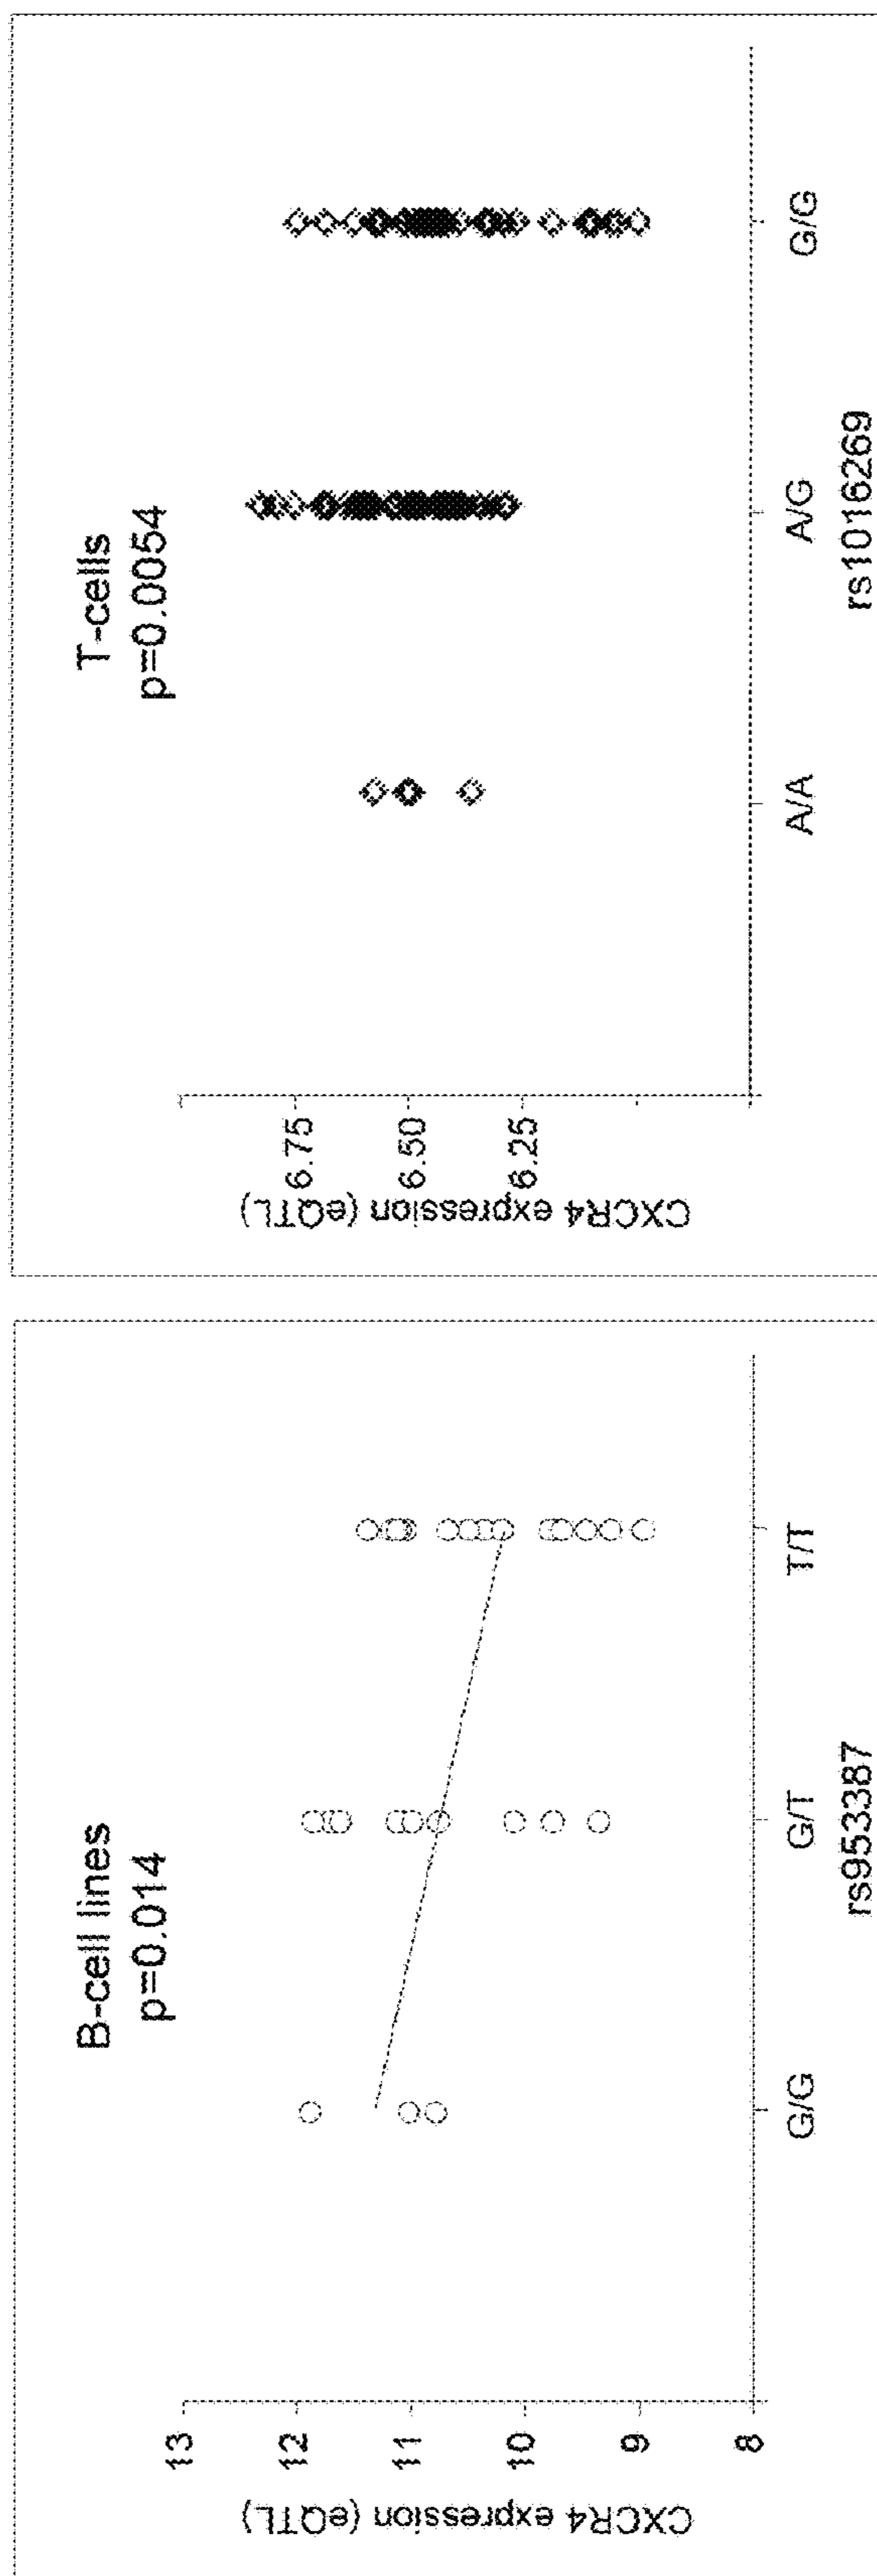 B-cell lines
p=0.014
CXCR4 expression (eQTL)
13
12
11
10
9
8
G/G
G/T
T/T
rs953387
T-cells
p=0.0054
CXCR4 expression (eQTL)
6.75
6.50
6.25
A/A
A/G
G/G
rs1016269